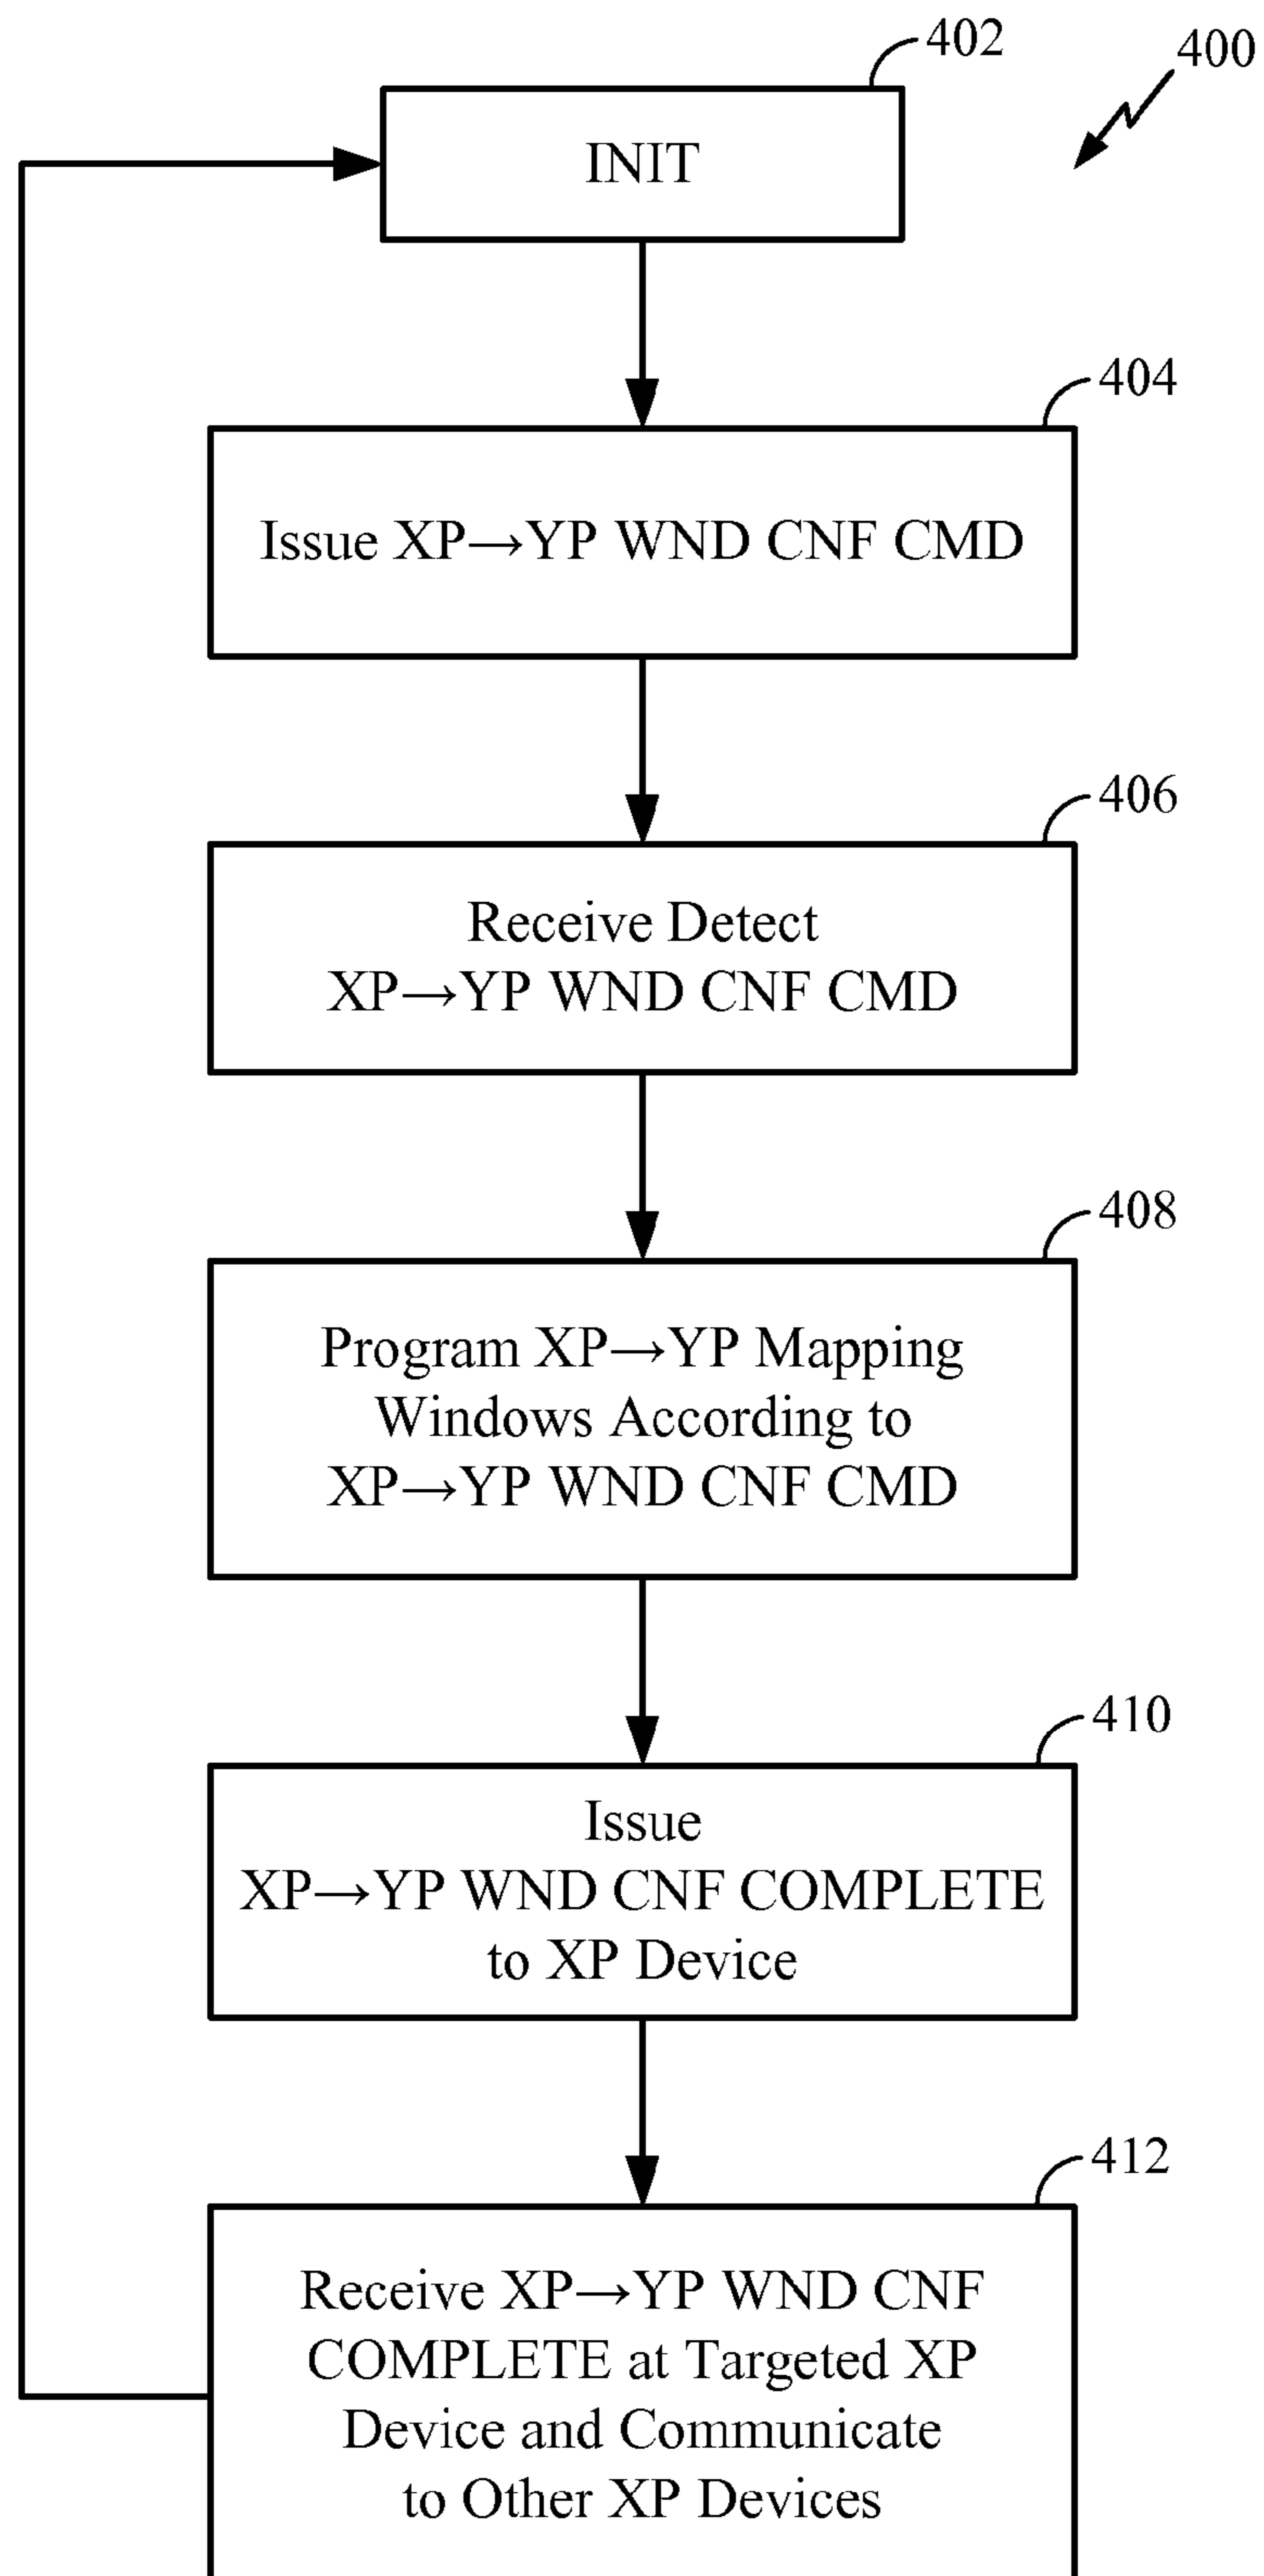 402
400
INIT
404
Issue XP→YP WND CNF CMD
406
Receive Detect
XP→YP WND CNF CMD
408
Program XP→YP Mapping
Windows According to
XP→YP WND CNF CMD
410
Issue
XP→YP WND CNF COMPLETE
to XP Device
412
Receive XP→YP WND CNF
COMPLETE at Targeted XP
Device and Communicate
to Other XP Devices